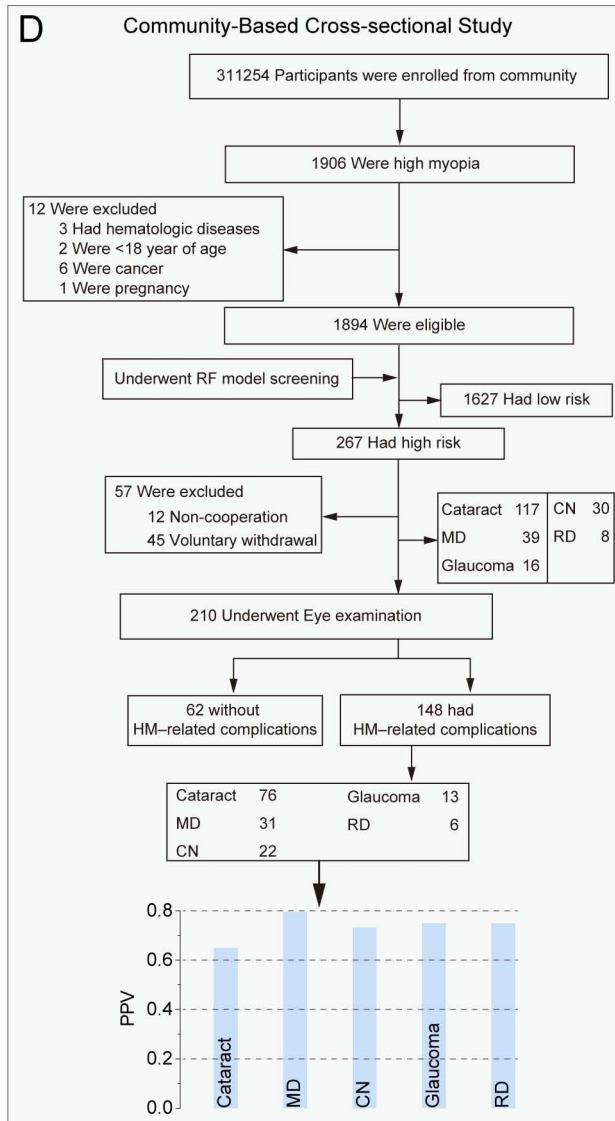 D
Community-Based Cross-sectional Study
311254 Participants were enrolled from community
1906 Were high myopia
12 Were excluded
3 Had hematologic diseases
2 Were <18 year of age
6 Were cancer
1 Were pregnancy
1894 Were eligible
Underwent RF model screening
1627 Had low risk
267 Had high risk
57 Were excluded
12 Non-cooperation
45 Voluntary withdrawal
Cataract 117 CN 30
MD 39 RD 8
Glaucoma 16
210 Underwent Eye examination
62 without
HM–related complications
148 had
HM–related complications
Cataract 76 Glaucoma 13
MD 31 RD 6
CN 22
PPV
0.8
0.6
0.4
0.2
0.0
Cataract
MD
CN
Glaucoma
RD